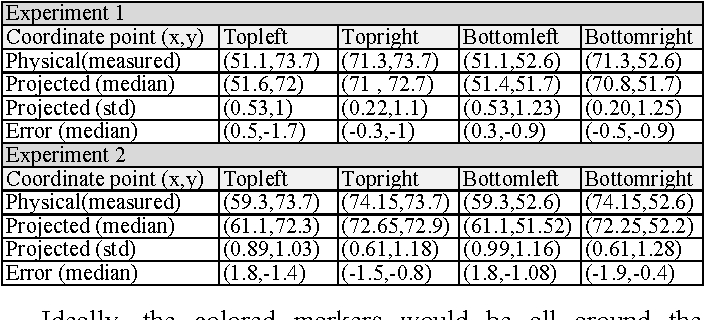 Experiment 1
Coordinate point (x,y) Topleft Topright Bottomleft Bottomright
Physical(measured) (51.1,73.7) (71.3,73.7) (51.1,52.6) (71.3,52.6)
Projected (median) (51.6,72) (71 , 72.7) (51.4,51.7) (70.8,51.7)
Projected (std) (0.53,1) (0.22,1.1) (0.53,1.23) (0.20,1.25)
Error (median) (0.5,-1.7) (-0.3,-1) (0.3,-0.9) (-0.5,-0.9)
Experiment 2
Coordinate point (x,y) Topleft Topright Bottomleft Bottomright
Physical(measured) (59.3,73.7) (74.15,73.7) (59.3,52.6) (74.15,52.6)
Projected (median) (61.1,72.3) (72.65,72.9) (61.1,51.52) (72.25,52.2)
Projected (std) (0.89,1.03) (0.61,1.18) (0.99,1.16) (0.61,1.28)
Error (median) (1.8,-1.4) (-1.5,-0.8) (1.8,-1.08) (-1.9,-0.4)
Ideally, the colored markers would be all around the